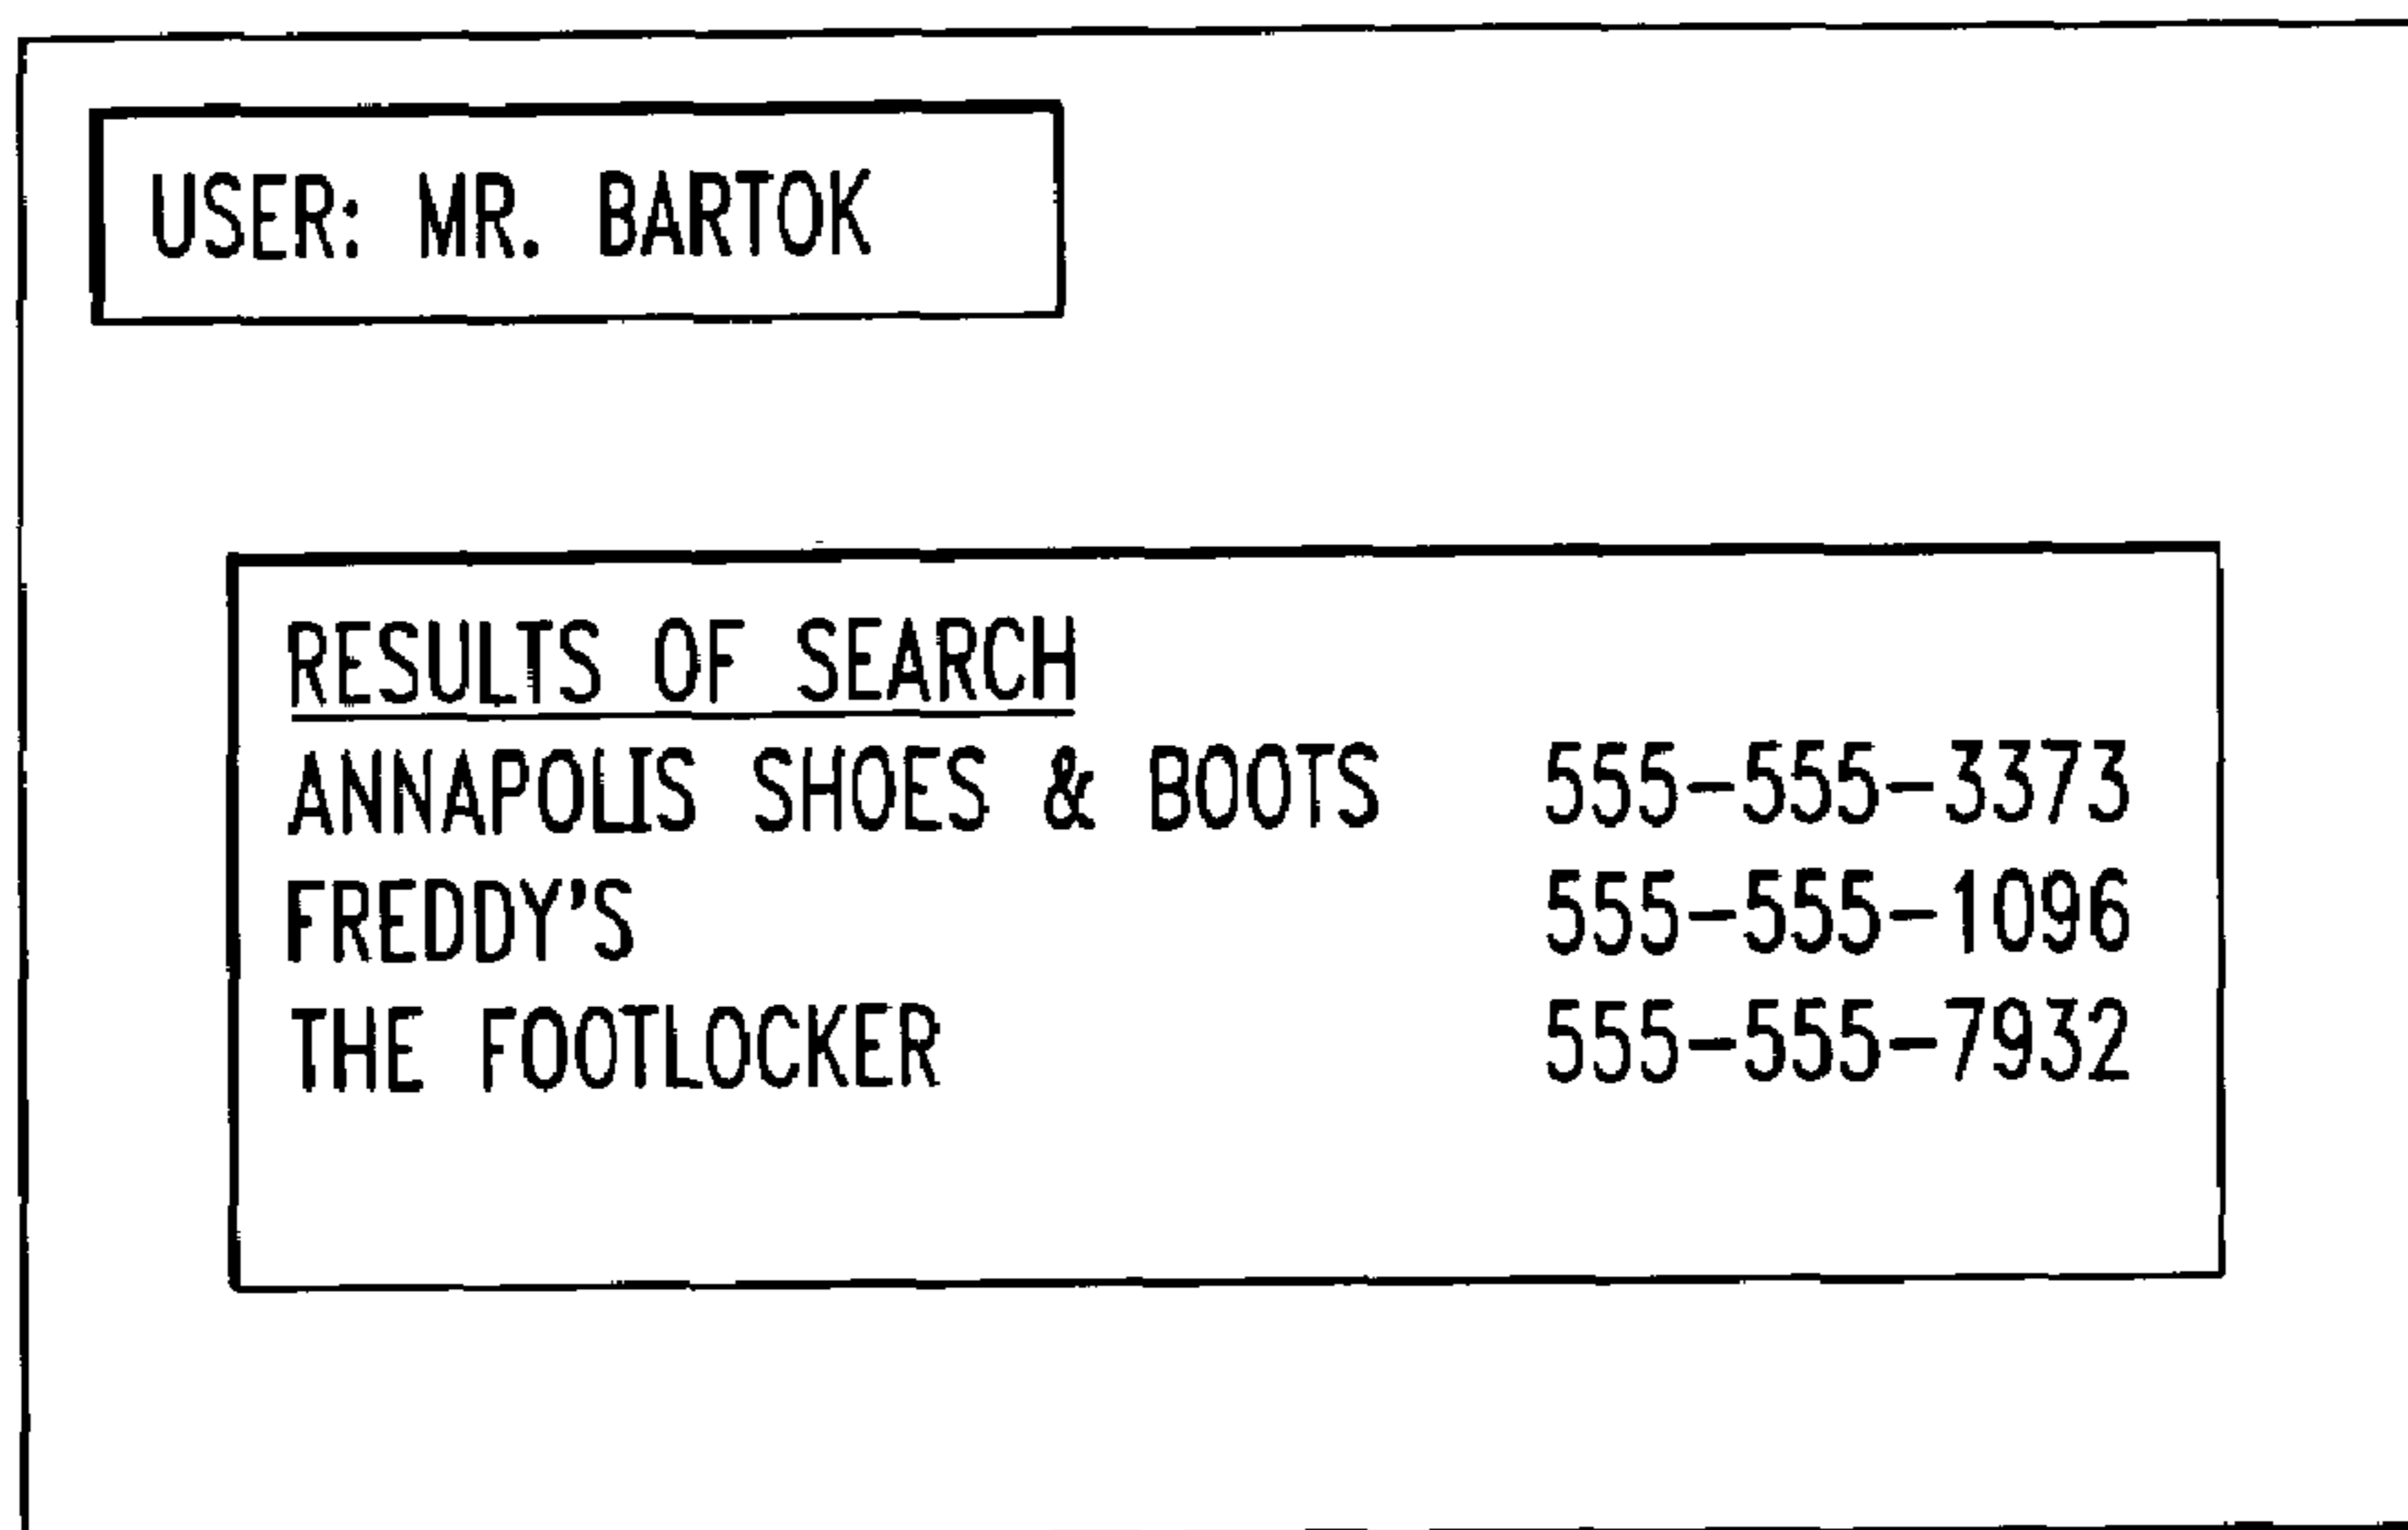 USER: MR. BARTOK
RESULTS OF SEARCH
ANNAPOLIS SHOES & BOOTS 555-555-3373
FREDDY'S 555-555-1096
THE FOOTLOCKER 555-555-7932